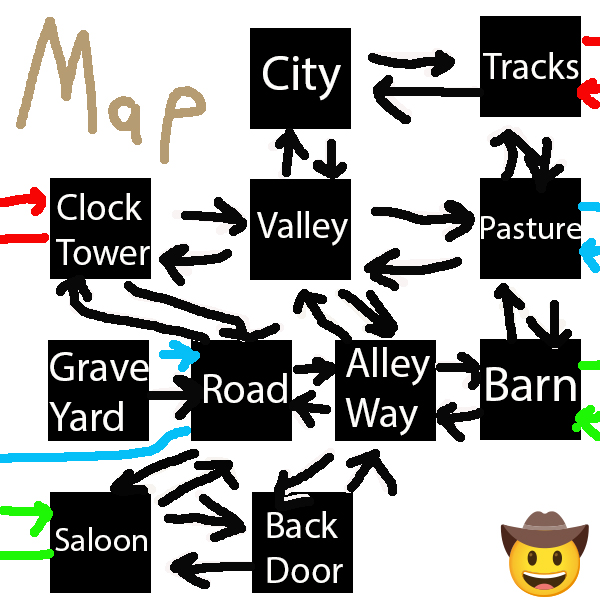 Map
City
Tracks
Clock
Tower
Valley
Pasture
Grave
Yard
Road
Alley
Way
Barn
Saloon
Back
Door